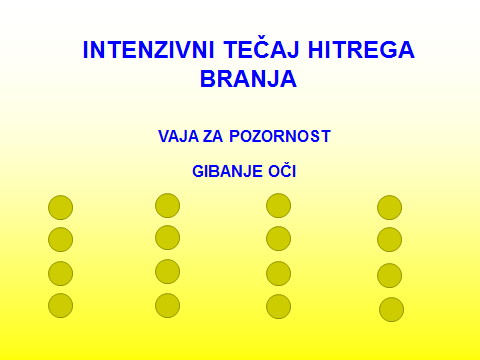 INTENZIVNI TEČAJ HITREGA
BRANJA
VAJA ZA POZORNOST
GIBANJE OČI